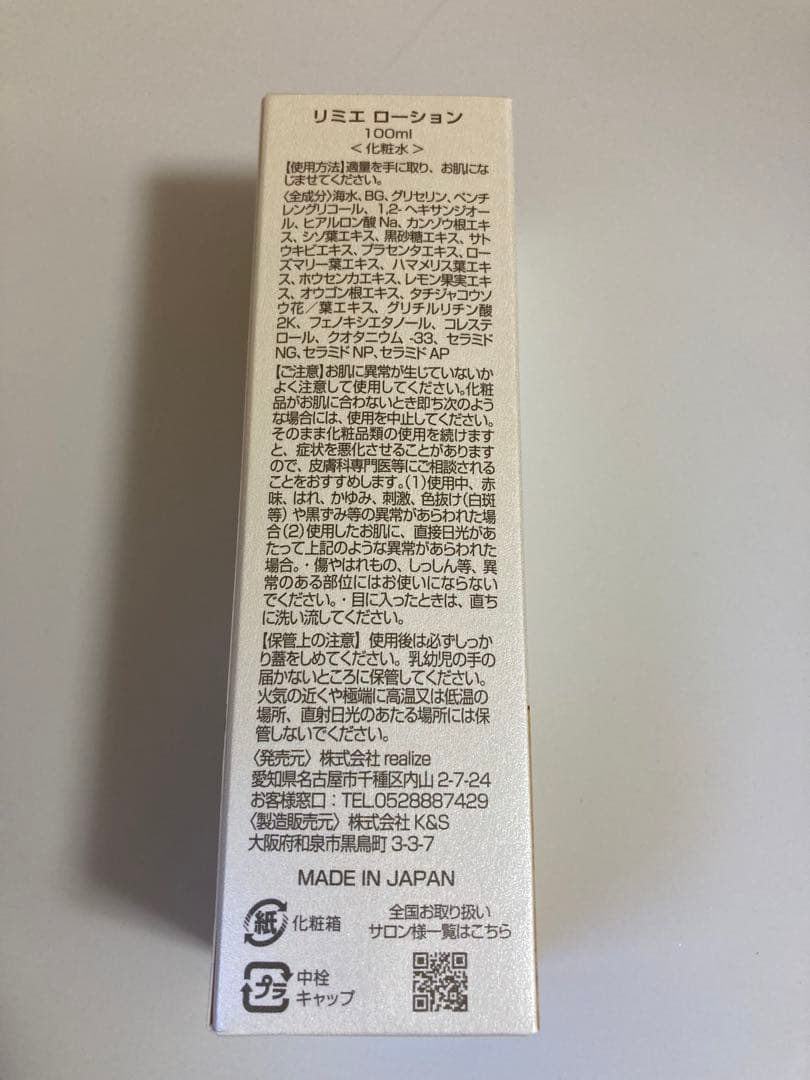 リミエ ローション
100ml
＜化粧水＞
【使用方法】適量を手に取り、お肌にな
じませてください。
〈全成分〉海水、BG、グリセリン、ペンチ
レングリコール、1,2-ヘキサンジオー
ル、ヒアルロン酸Na、カンゾウ根エキ
ス、シソ葉エキス、黒砂糖エキス、サト
ウキビエキス、プラセンタエキス、ロー
ズマリー葉エキス、ハマメリス葉エキ
ス、ホウセンカエキス、レモン果実エキ
ス、オウゴン根エキス、タチジャコウソ
ウ花／葉エキス、グリチルリチン酸
2K、フェノキシエタノール、コレステ
ロール、クオタニウム-33、セラミド
NG、セラミドNP、セラミドAP
【ご注意】お肌に異常が生じていないか
よく注意して使用してください。化粧
品がお肌に合わないとき即ち次のよう
な場合には、使用を中止してください。
そのまま化粧品類の使用を続けます
と、症状を悪化させることがあります
ので、皮膚科専門医等にご相談される
ことをおすすめします。(1)使用中、赤
味、はれ、かゆみ、刺激、色抜け(白斑
等)や黒ずみ等の異常があらわれた場
合(2)使用したお肌に、直接日光があ
たって上記のような異常があらわれた
場合。・傷やはれもの、しっしん等、異
常のある部位にはお使いにならない
でください。・目に入ったときは、直ち
に洗い流してください。
【保管上の注意】使用後は必ずしっか
り蓋をしめてください。乳幼児の手の
届かないところに保管してください。
火気の近くや極端に高温又は低温の
場所、直射日光のあたる場所には保
管しないでください。
〈発売元〉株式会社realize
愛知県名古屋市千種区内山2-7-24
お客様窓口：TEL.0528887429
〈製造販売元〉株式会社K&S
大阪府和泉市黒鳥町3-3-7
MADE IN JAPAN
紙 化粧箱
全国お取り扱い
サロン様一覧はこちら
プラ 中栓
キャップ